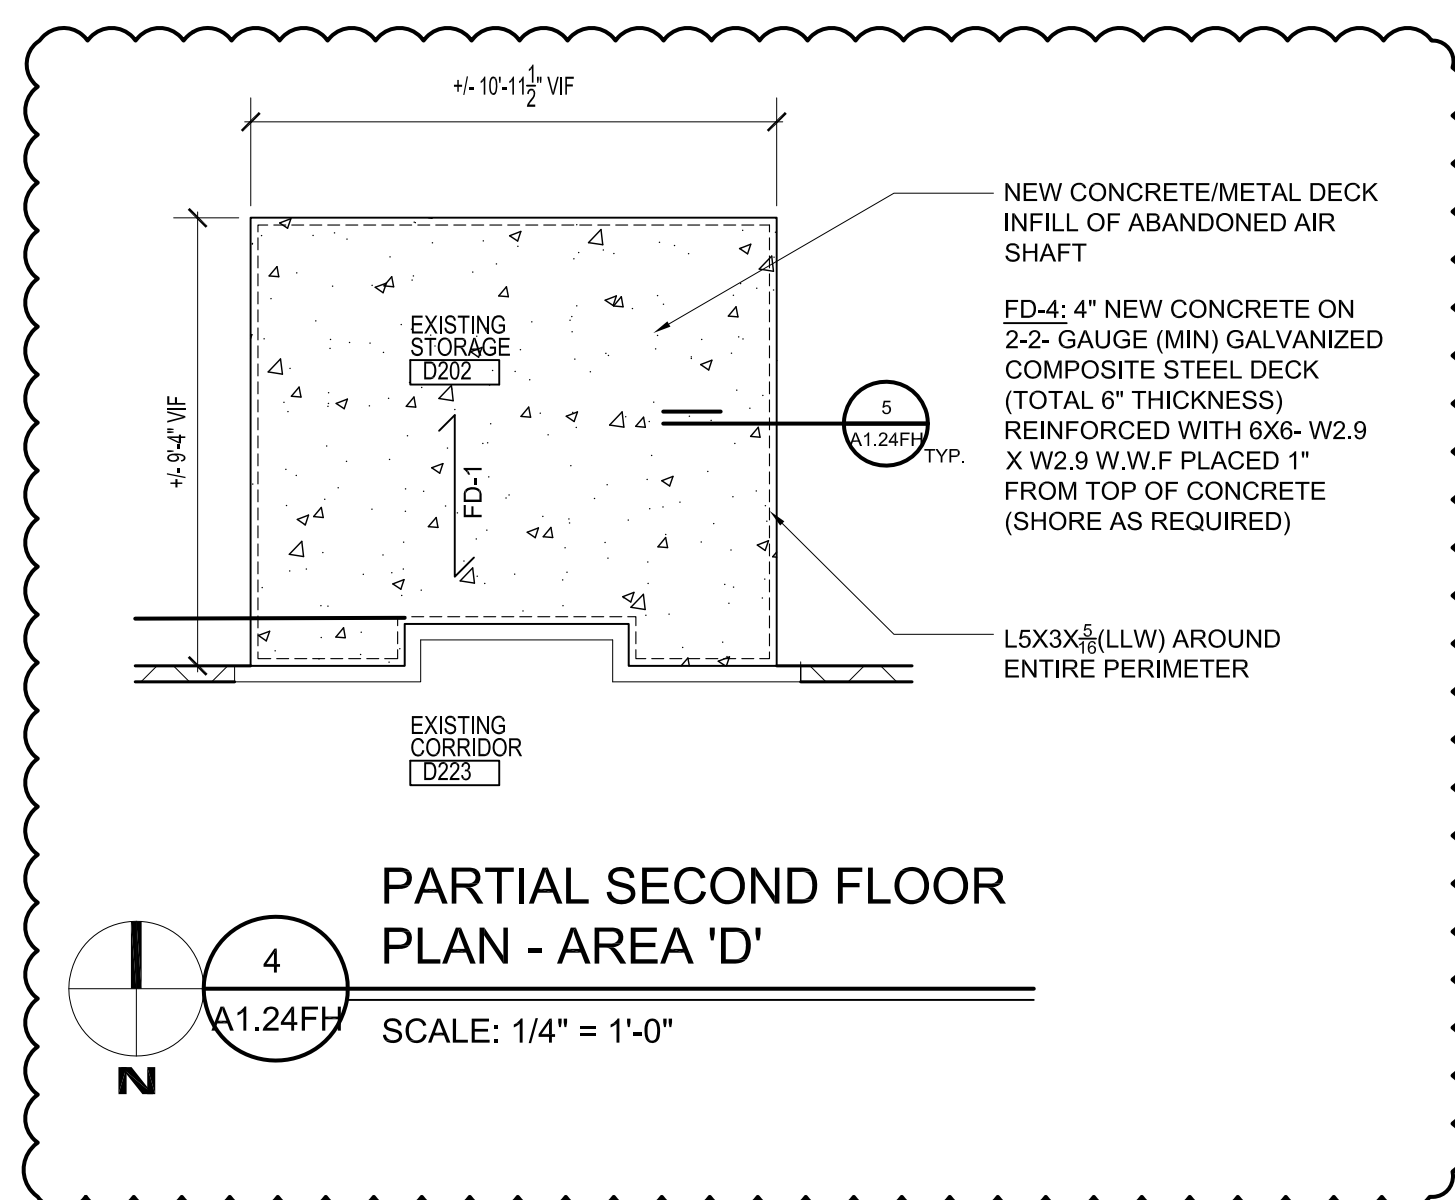 +/- 10'-11 1/2" VIF
+/- 9'-4" VIF
EXISTING
STORAGE
D202
FD-1
NEW CONCRETE/METAL DECK
INFILL OF ABANDONED AIR
SHAFT
FD-4: 4" NEW CONCRETE ON
2-2- GAUGE (MIN) GALVANIZED
COMPOSITE STEEL DECK
(TOTAL 6" THICKNESS)
REINFORCED WITH 6X6- W2.9
X W2.9 W.W.F PLACED 1"
FROM TOP OF CONCRETE
(SHORE AS REQUIRED)
5
A1.24FH
TYP.
L5X3X5/16(LLW) AROUND
ENTIRE PERIMETER
EXISTING
CORRIDOR
D223
PARTIAL SECOND FLOOR
PLAN - AREA 'D'
4
A1.24FH
SCALE: 1/4" = 1'-0"
N